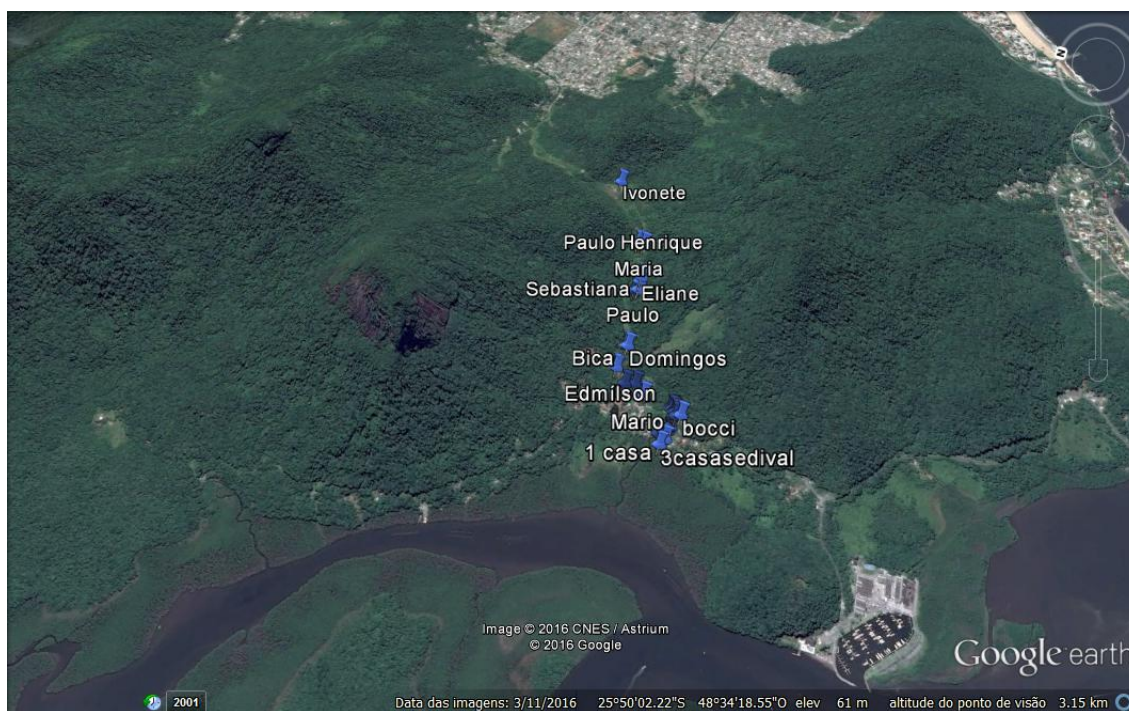 N
Ivonete
Paulo Henrique
Maria
Sebastiana Eliane
Paulo
Bica Domingos
Edmílson
Mario bocci
1 casa 3casasedival
Image © 2016 CNES / Astrium
© 2016 Google
Google earth
2001 Data das imagens: 3/11/2016 25°50'02.22"S 48°34'18.55"O elev 61 m altitude do ponto de visão 3.15 km